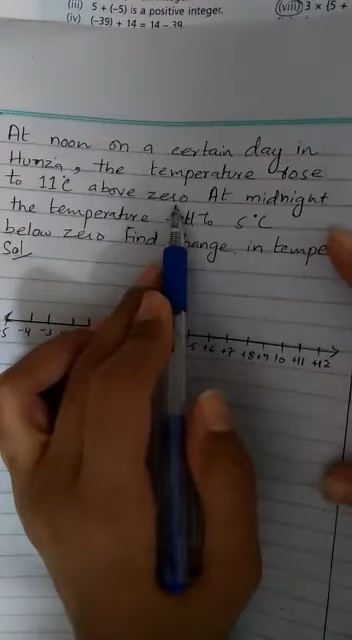 (iii) 5 + (-5) is a positive integer.
(iv) (-39) + 14 = 14 - 39
(viii) 3 × {5 +
At noon on a certain day in
Hunza, the temperature rose
to 11°C above zero At midnight
the temperature to 5°C
below zero Find change in tempe
Sol
-5 -4 -3 +6 +7 +8 +9 10 +11 +12